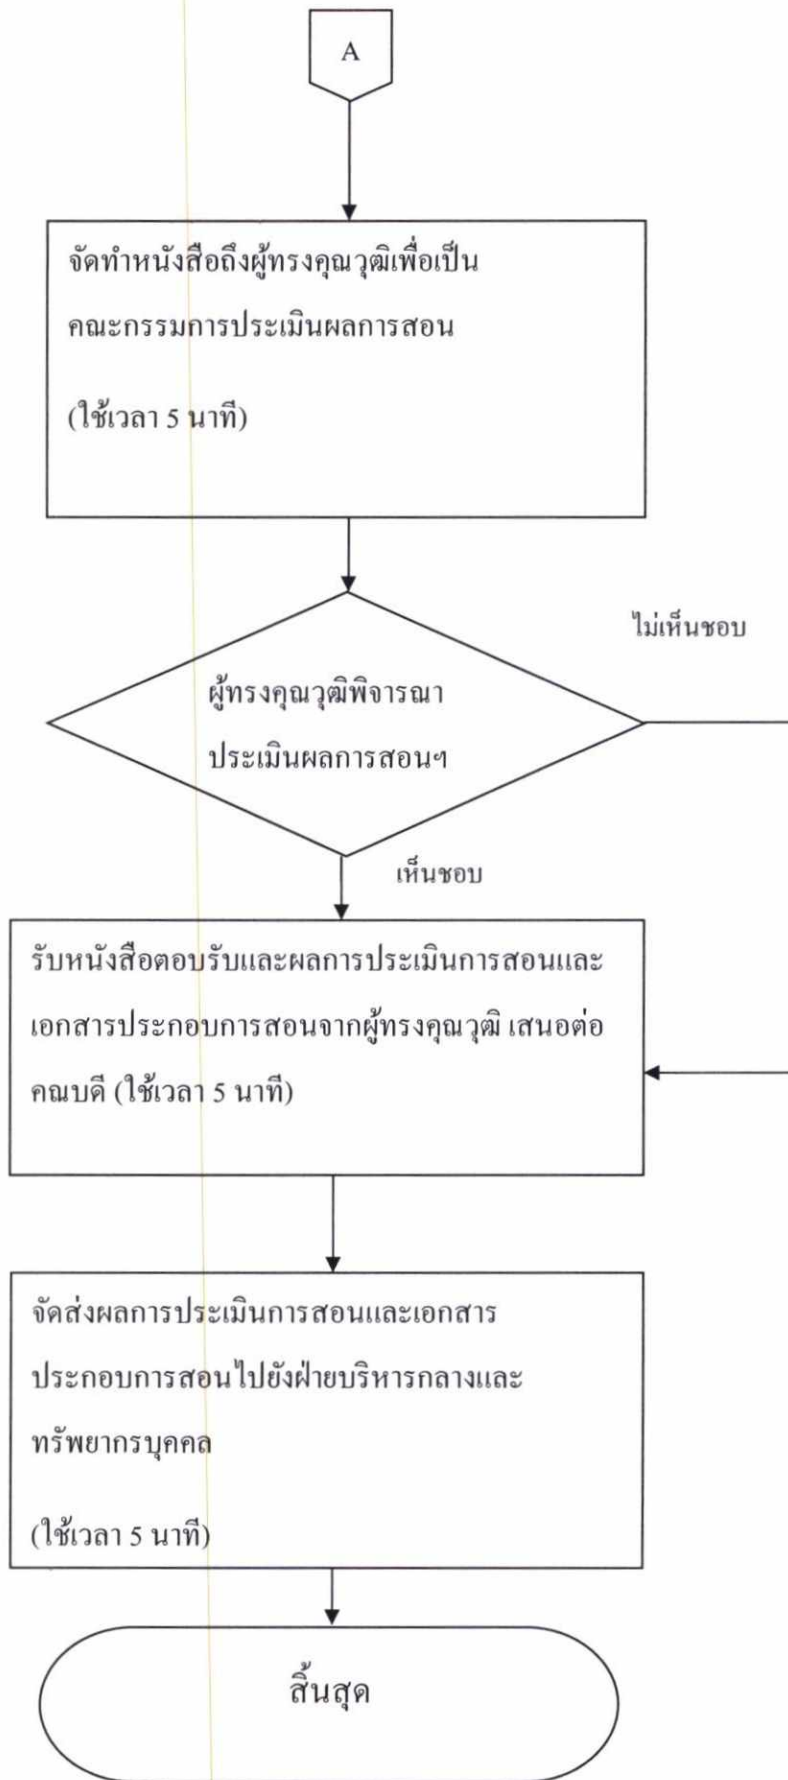 A
จัดทำหนังสือถึงผู้ทรงคุณวุฒิเพื่อเป็น
คณะกรรมการประเมินผลการสอน
(ใช้เวลา 5 นาที)
ไม่เห็นชอบ
ผู้ทรงคุณวุฒิพิจารณา
ประเมินผลการสอนฯ
เห็นชอบ
รับหนังสือตอบรับและผลการประเมินการสอนและ
เอกสารประกอบการสอนจากผู้ทรงคุณวุฒิ เสนอต่อ
คณบดี (ใช้เวลา 5 นาที)
จัดส่งผลการประเมินการสอนและเอกสาร
ประกอบการสอนไปยังฝ่ายบริหารกลางและ
ทรัพยากรบุคคล
(ใช้เวลา 5 นาที)
สิ้นสุด